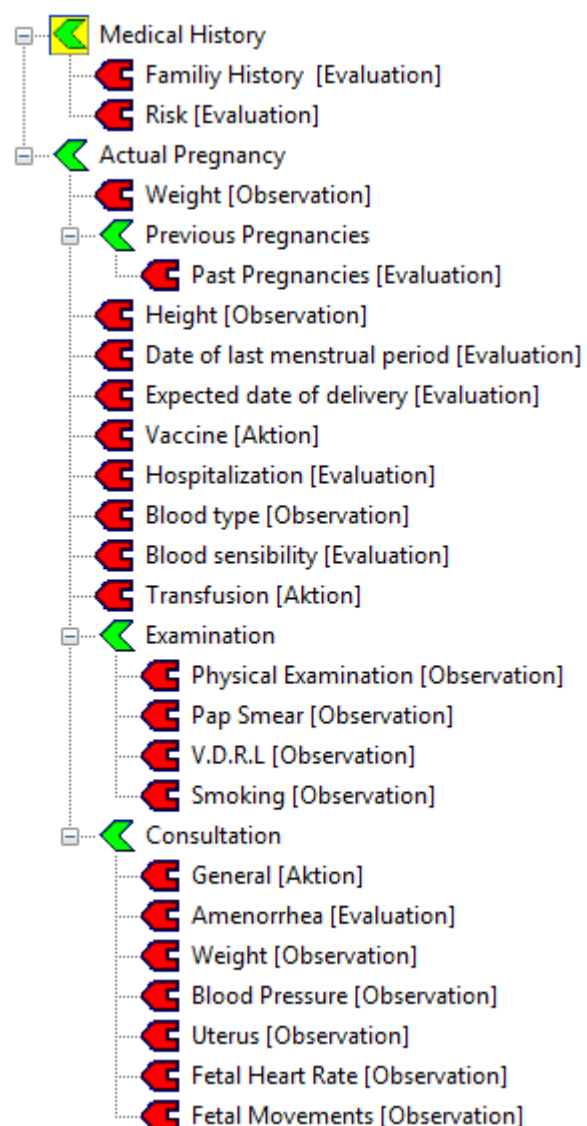 Medical History
Familiy History [Evaluation]
Risk [Evaluation]
Actual Pregnancy
Weight [Observation]
Previous Pregnancies
Past Pregnancies [Evaluation]
Height [Observation]
Date of last menstrual period [Evaluation]
Expected date of delivery [Evaluation]
Vaccine [Aktion]
Hospitalization [Evaluation]
Blood type [Observation]
Blood sensibility [Evaluation]
Transfusion [Aktion]
Examination
Physical Examination [Observation]
Pap Smear [Observation]
V.D.R.L [Observation]
Smoking [Observation]
Consultation
General [Aktion]
Amenorrhea [Evaluation]
Weight [Observation]
Blood Pressure [Observation]
Uterus [Observation]
Fetal Heart Rate [Observation]
Fetal Movements [Observation]